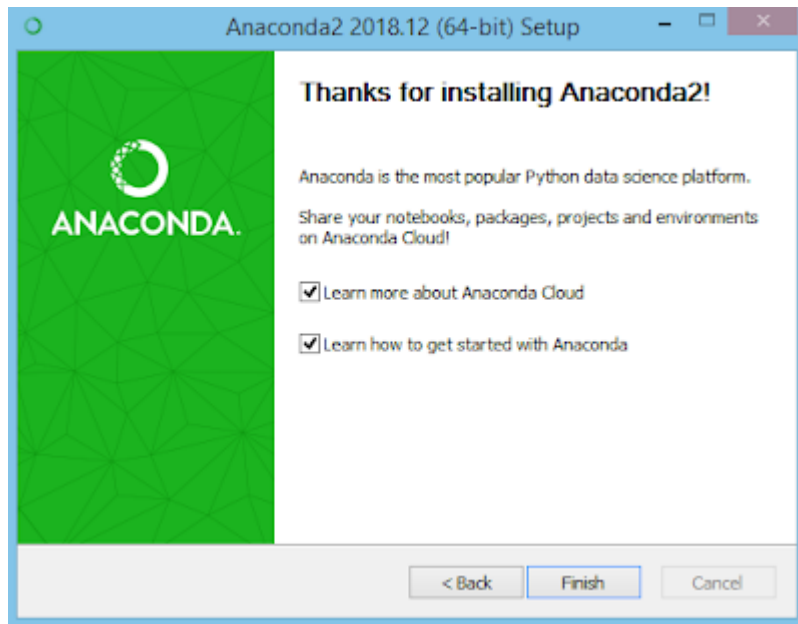 Anaconda2 2018.12 (64-bit) Setup
Thanks for installing Anaconda2!
Anaconda is the most popular Python data science platform.
Share your notebooks, packages, projects and environments
on Anaconda Cloud!
ANACONDA.
Learn more about Anaconda Cloud
Learn how to get started with Anaconda
< Back
Finish
Cancel